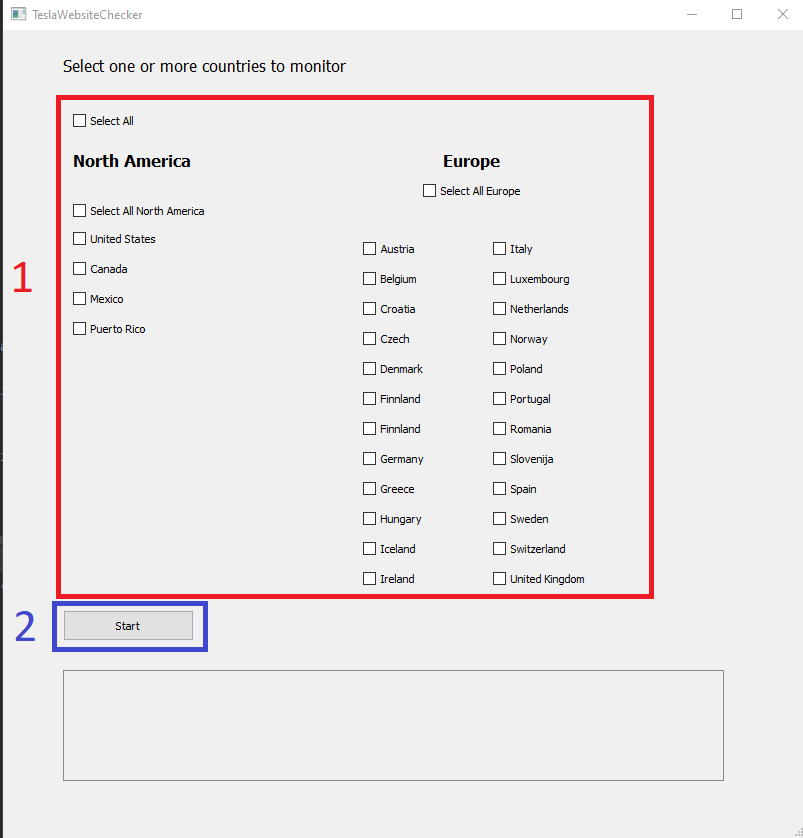 TeslaWebsiteChecker
Select one or more countries to monitor
Select All
North America
Select All North America
United States
Canada
Mexico
Puerto Rico
Europe
Select All Europe
Austria
Belgium
Croatia
Czech
Denmark
Finnland
Finnland
Germany
Greece
Hungary
Iceland
Ireland
Italy
Luxembourg
Netherlands
Norway
Poland
Portugal
Romania
Slovenija
Spain
Sweden
Switzerland
United Kingdom
1
2
Start